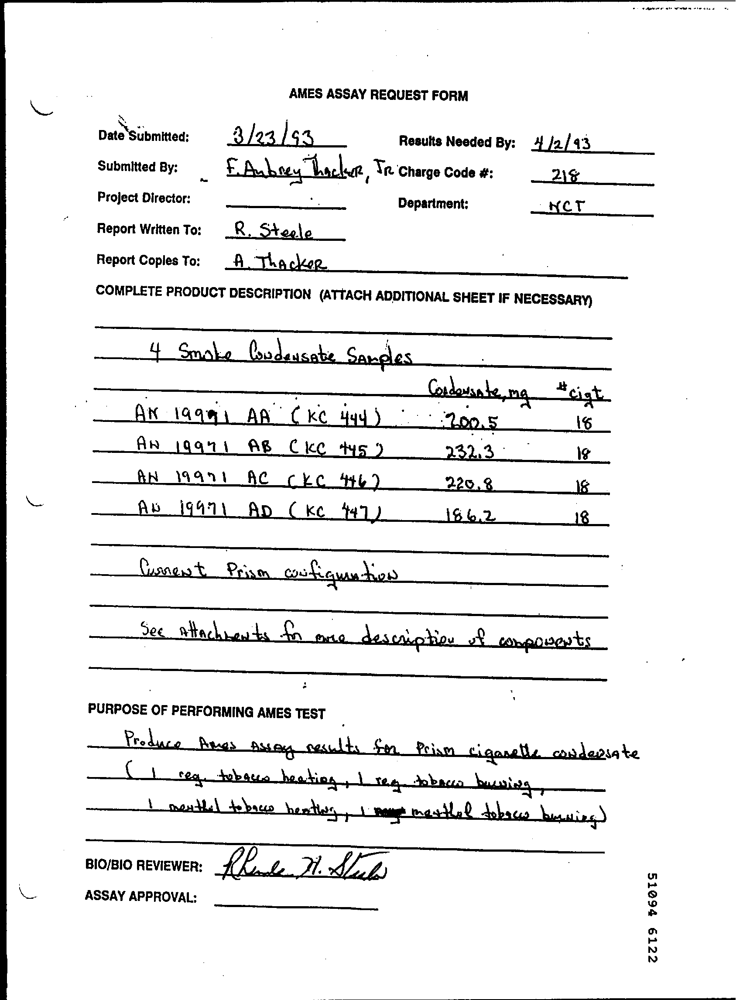 AMES ASSAY REQUEST FORM
Date Submitted: 3/23/93 Results Needed By: 4/2/93
Submitted By: F. Aubrey Thacker, Jr Charge Code #: 218
Project Director: Department: NCT
Report Written To: R. Steele
Report Copies To: A. Thacker
COMPLETE PRODUCT DESCRIPTION (ATTACH ADDITIONAL SHEET IF NECESSARY)
4 Smoke Condensate Samples
Condensate, mg #cigt
AN 19971 AA (KC 444) 200.5 18
AN 19971 AB (KC 445) 232.3 18
AN 19971 AC (KC 446) 220.8 18
AN 19971 AD (KC 447) 186.2 18
Current Prism configuration
See Attachments for more description of components
PURPOSE OF PERFORMING AMES TEST
Produce Ames Assay results for Prism cigarette condensate
( 1 reg. tobacco heating, 1 reg tobacco burning,
1 menthol tobacco heating, 1 menthol tobacco burning)
BIO/BIO REVIEWER: Rhenda H. Steele
ASSAY APPROVAL:
51094 6122